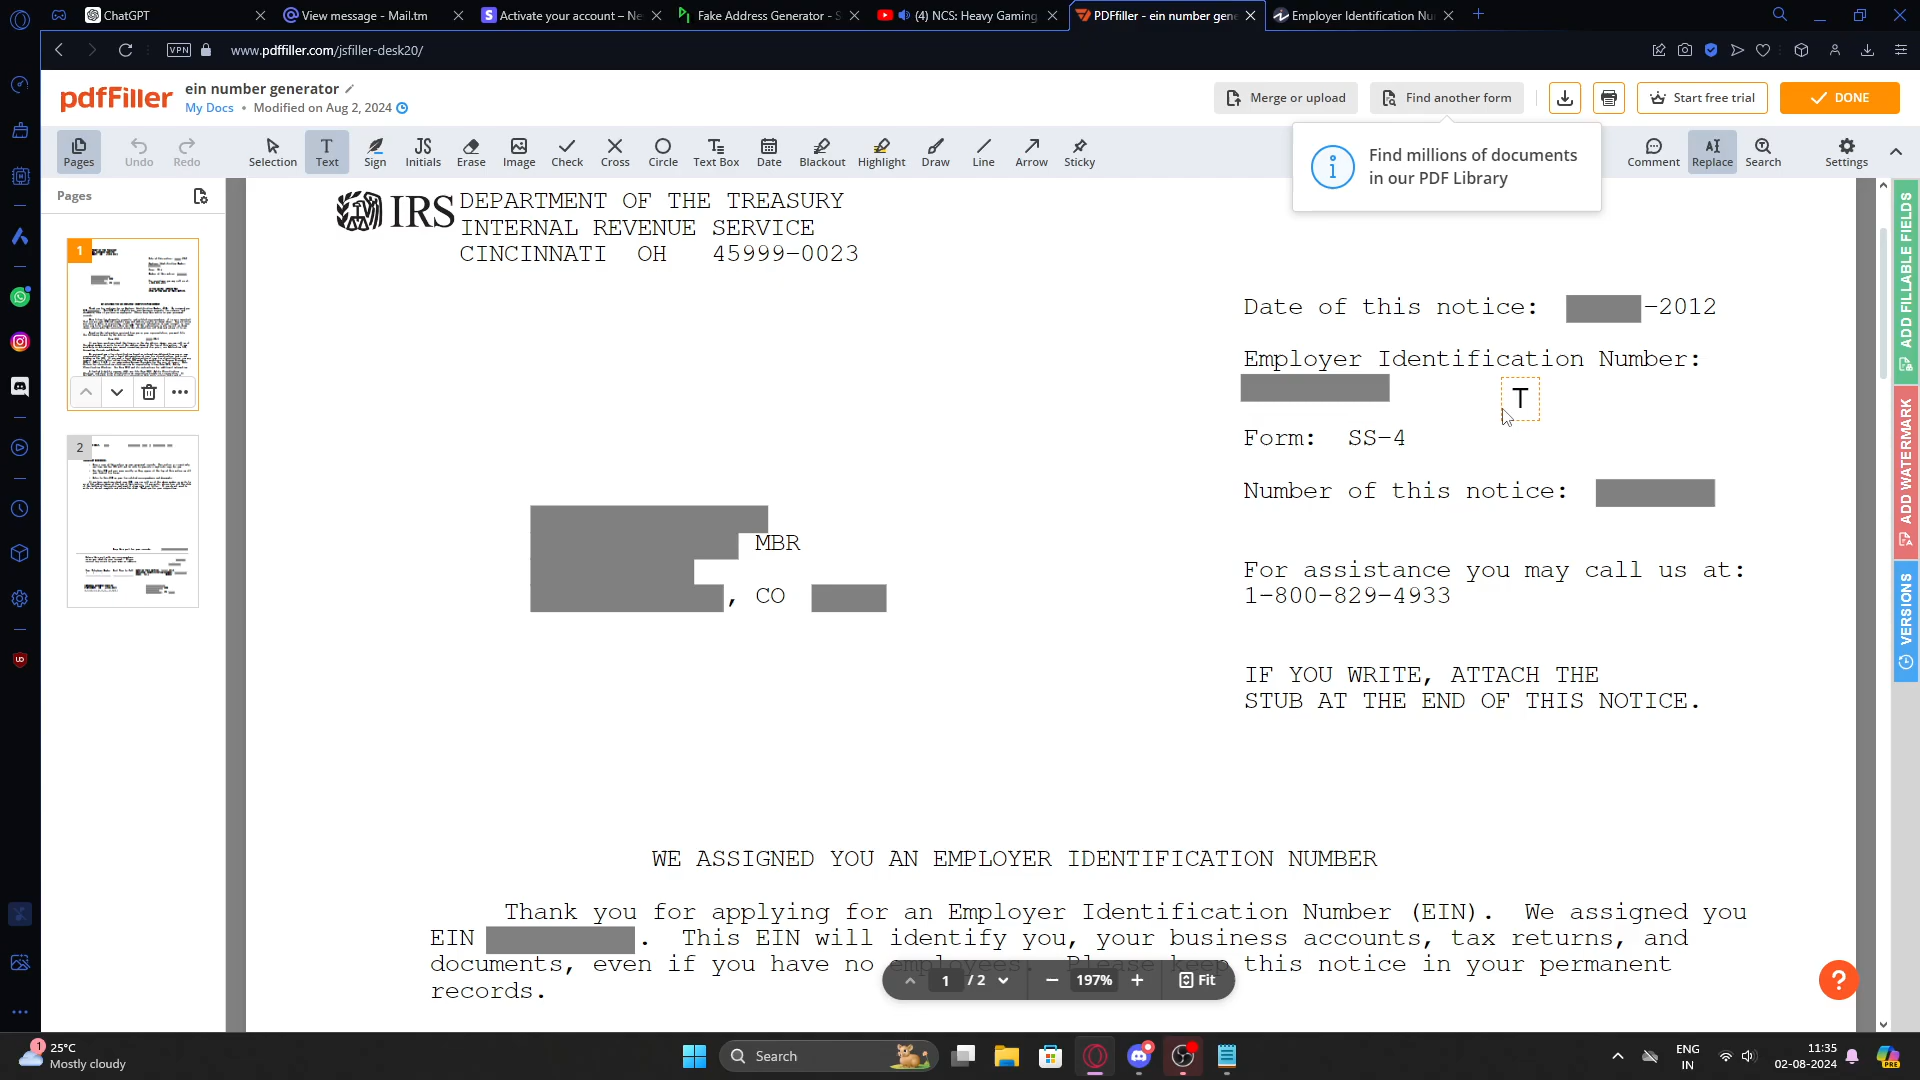 ChatGPT
View message - Mail.tm
Activate your account – Ne
Fake Address Generator - S
(4) NCS: Heavy Gaming
PDFfiller - ein number gene
Employer Identification Nu
VPN
www.pdffiller.com/jsfiller-desk20/
pdfFiller
ein number generator
My Docs • Modified on Aug 2, 2024
Merge or upload
Find another form
Start free trial
DONE
Pages
Undo
Redo
Selection
Text
Sign
Initials
Erase
Image
Check
Cross
Circle
Text Box
Date
Blackout
Highlight
Draw
Line
Arrow
Sticky
Comment
Replace
Search
Settings
Find millions of documents
in our PDF Library
Pages
1
2
IRS
DEPARTMENT OF THE TREASURY
INTERNAL REVENUE SERVICE
CINCINNATI OH 45999-0023
Date of this notice: -2012
Employer Identification Number:
T
Form: SS-4
Number of this notice:
MBR
, CO
For assistance you may call us at:
1-800-829-4933
IF YOU WRITE, ATTACH THE
STUB AT THE END OF THIS NOTICE.
WE ASSIGNED YOU AN EMPLOYER IDENTIFICATION NUMBER
Thank you for applying for an Employer Identification Number (EIN). We assigned you
EIN . This EIN will identify you, your business accounts, tax returns, and
documents, even if you have no employees. Please keep this notice in your permanent
records.
1 / 2
197%
Fit
ADD FILLABLE FIELDS
ADD WATERMARK
VERSIONS
?
1
25°C
Mostly cloudy
Search
ENG
IN
11:35
02-08-2024